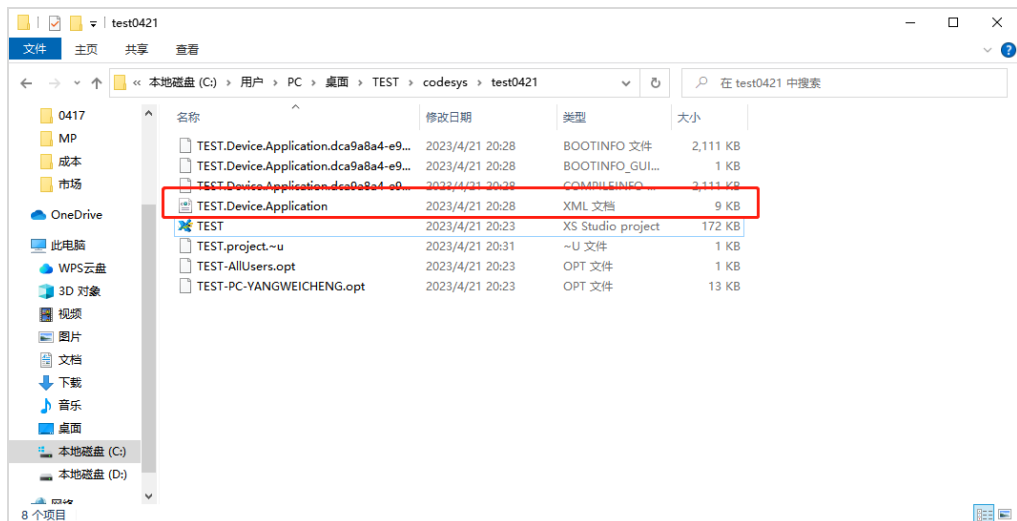 test0421
文件 主页 共享 查看
« 本地磁盘 (C:) › 用户 › PC › 桌面 › TEST › codesys › test0421
在 test0421 中搜索
0417
MP
成本
市场
OneDrive
此电脑
WPS云盘
3D 对象
视频
图片
文档
下载
音乐
桌面
本地磁盘 (C:)
本地磁盘 (D:)
网络
名称 修改日期 类型 大小
TEST.Device.Application.dca9a8a4-e9... 2023/4/21 20:28 BOOTINFO 文件 2,111 KB
TEST.Device.Application.dca9a8a4-e9... 2023/4/21 20:28 BOOTINFO_GUI... 1 KB
TEST.Device.Application.dca9a8a4-e9... 2023/4/21 20:28 COMPILEINFO ... 2,111 KB
TEST.Device.Application 2023/4/21 20:28 XML 文档 9 KB
TEST 2023/4/21 20:23 XS Studio project 172 KB
TEST.project.~u 2023/4/21 20:31 ~U 文件 1 KB
TEST-AllUsers.opt 2023/4/21 20:23 OPT 文件 1 KB
TEST-PC-YANGWEICHENG.opt 2023/4/21 20:23 OPT 文件 13 KB
8 个项目